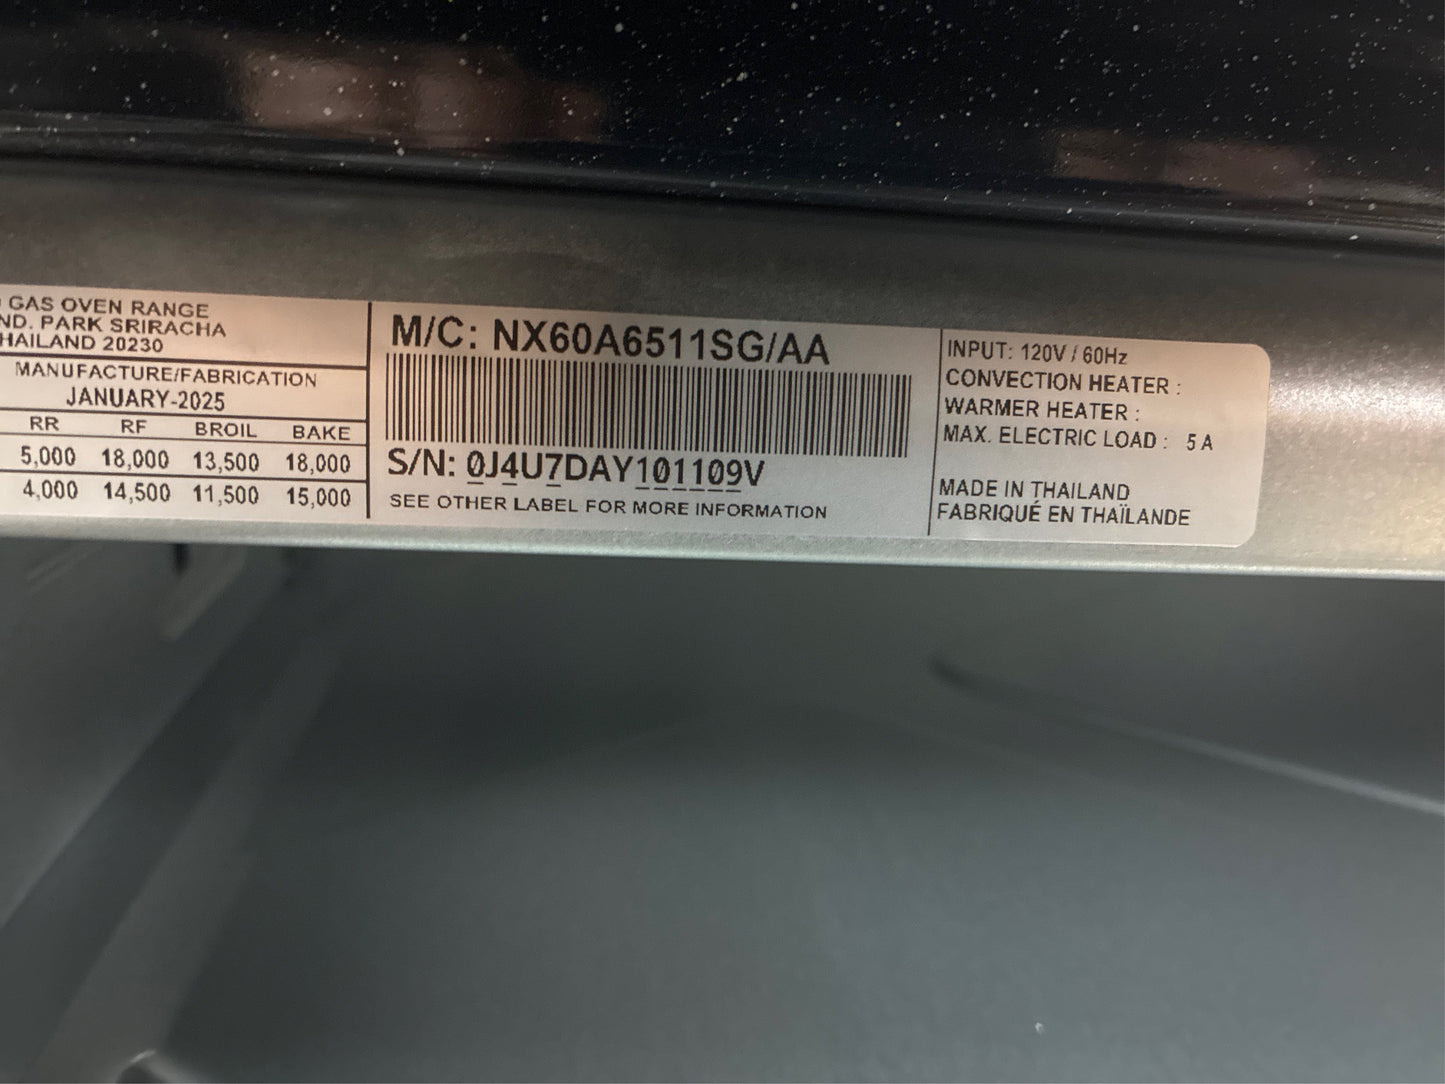 GAS OVEN RANGE
ND. PARK SRIRACHA
HAILAND 20230
MANUFACTURE/FABRICATION
JANUARY-2025
RR RF BROIL BAKE
5,000 18,000 13,500 18,000
4,000 14,500 11,500 15,000
M/C: NX60A6511SG/AA
S/N: 0J4U7DAY101109V
SEE OTHER LABEL FOR MORE INFORMATION
INPUT: 120V / 60Hz
CONVECTION HEATER :
WARMER HEATER :
MAX. ELECTRIC LOAD : 5 A
MADE IN THAILAND
FABRIQUÉ EN THAÏLANDE